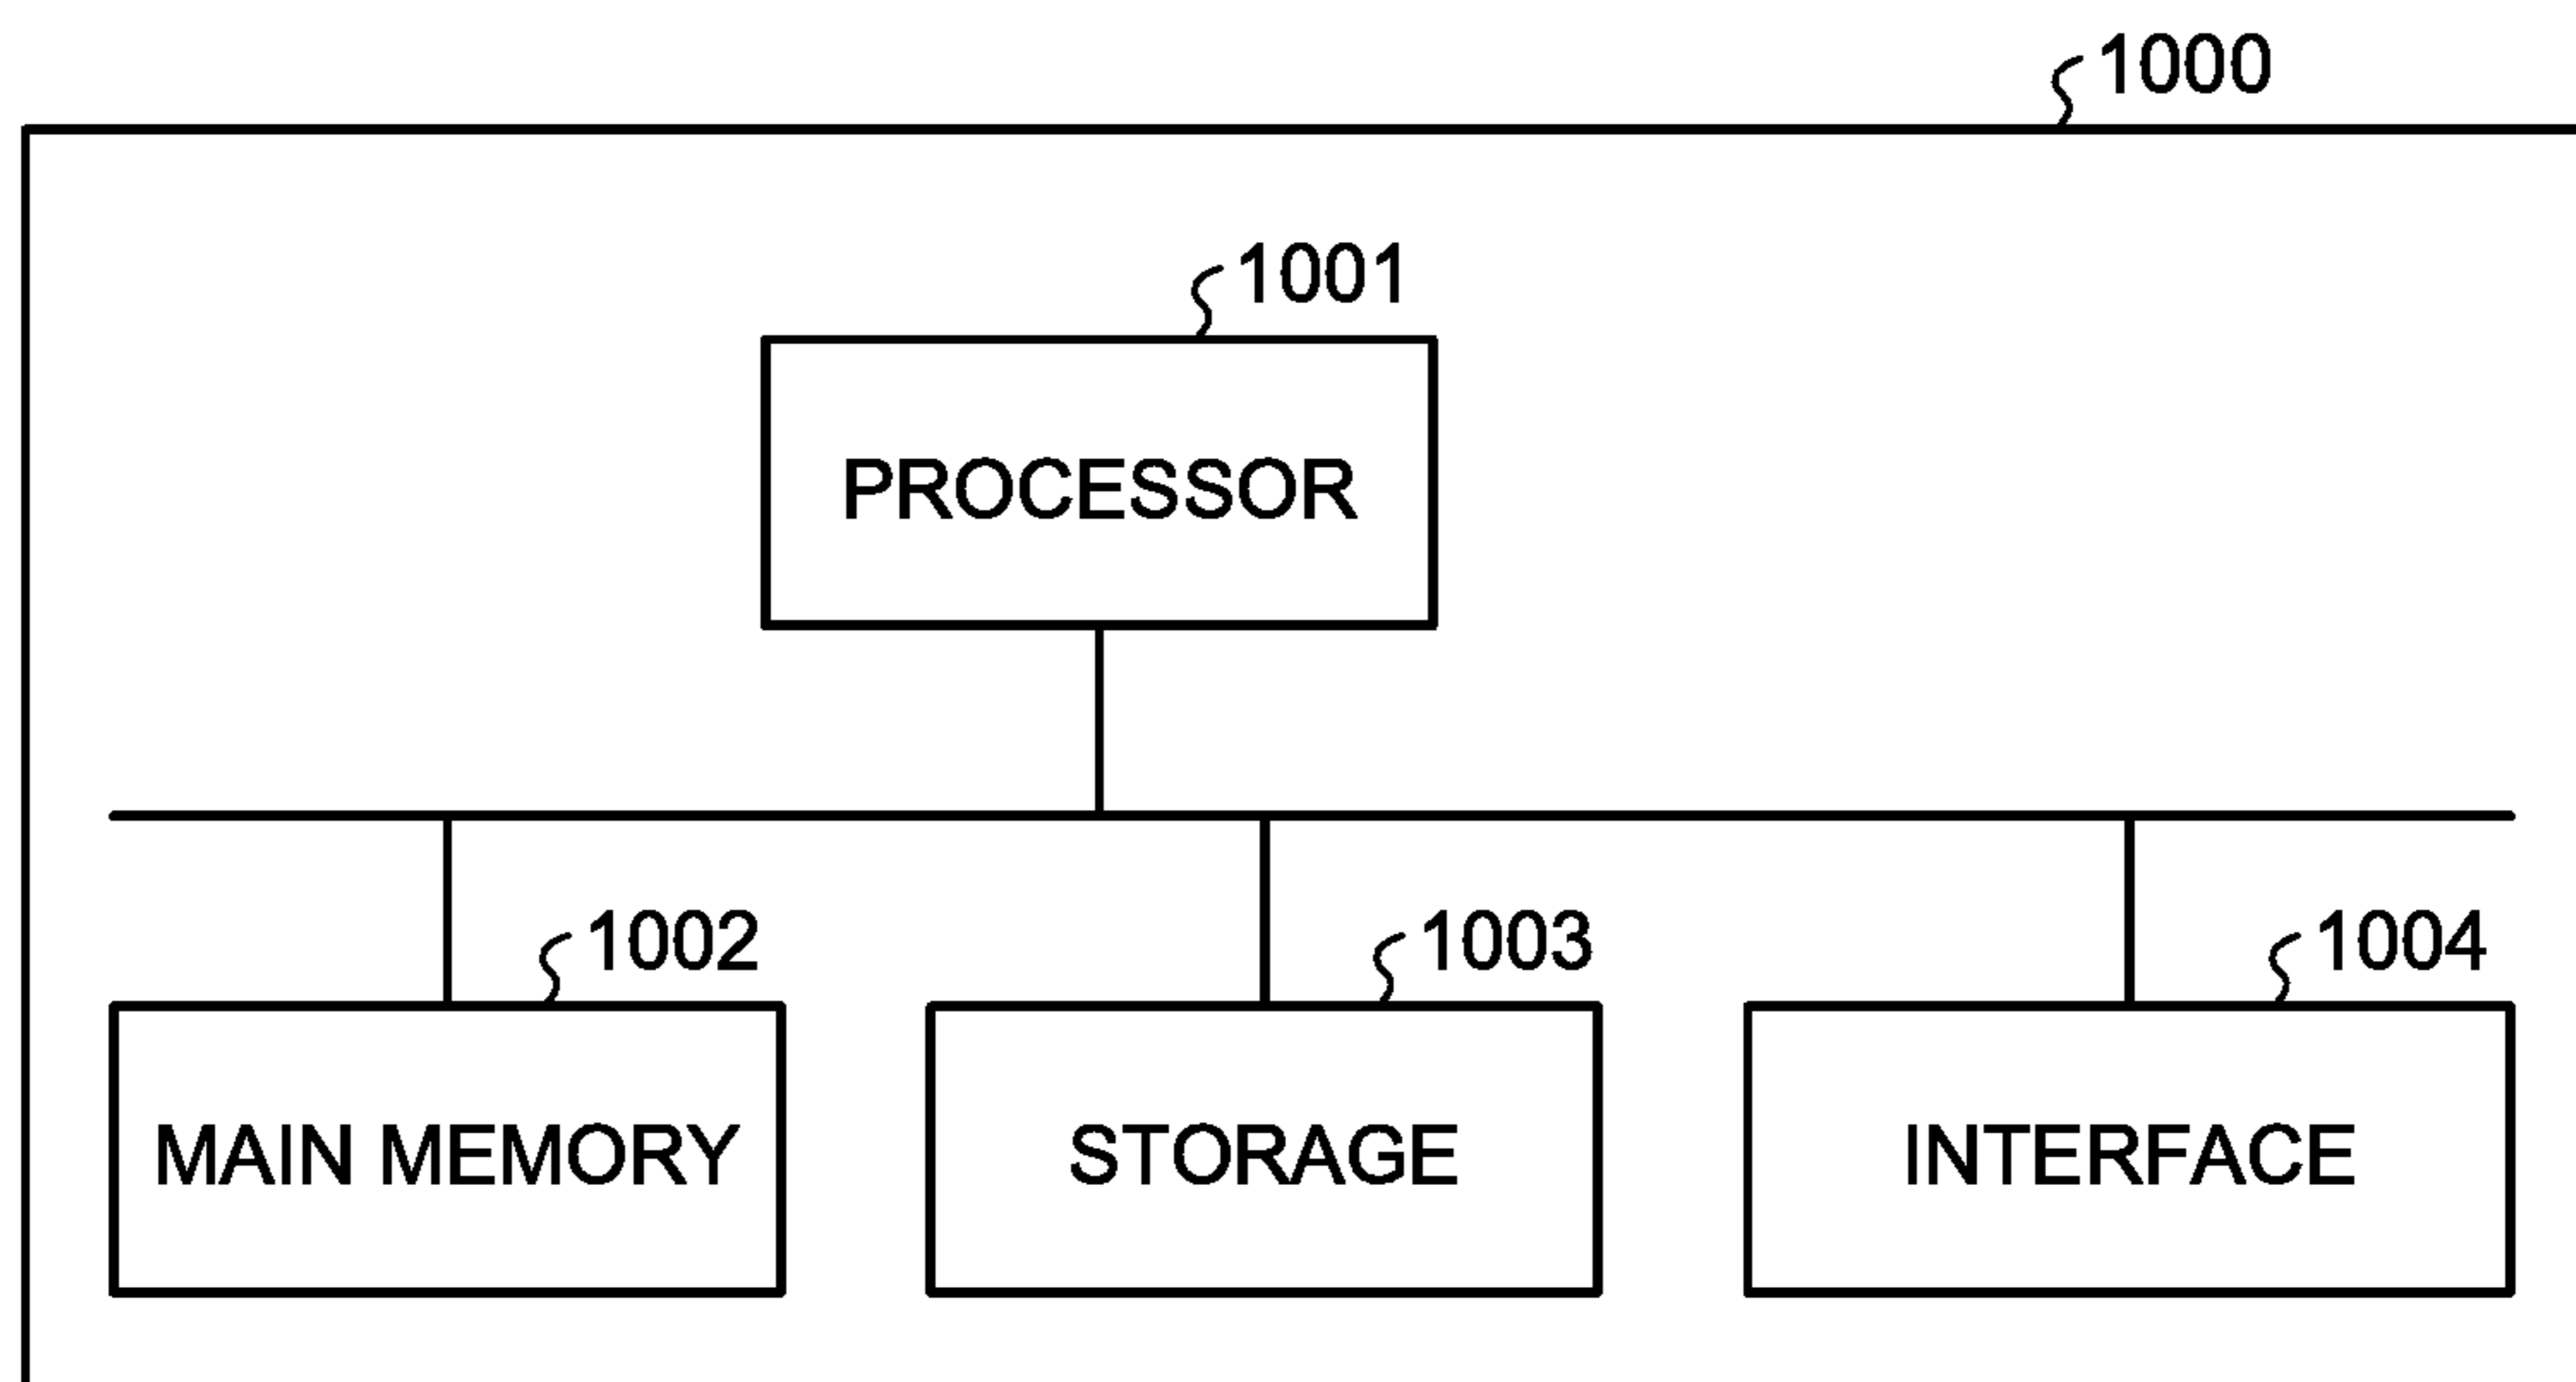 1000
1001
PROCESSOR
1002
1003
1004
MAIN MEMORY
STORAGE
INTERFACE